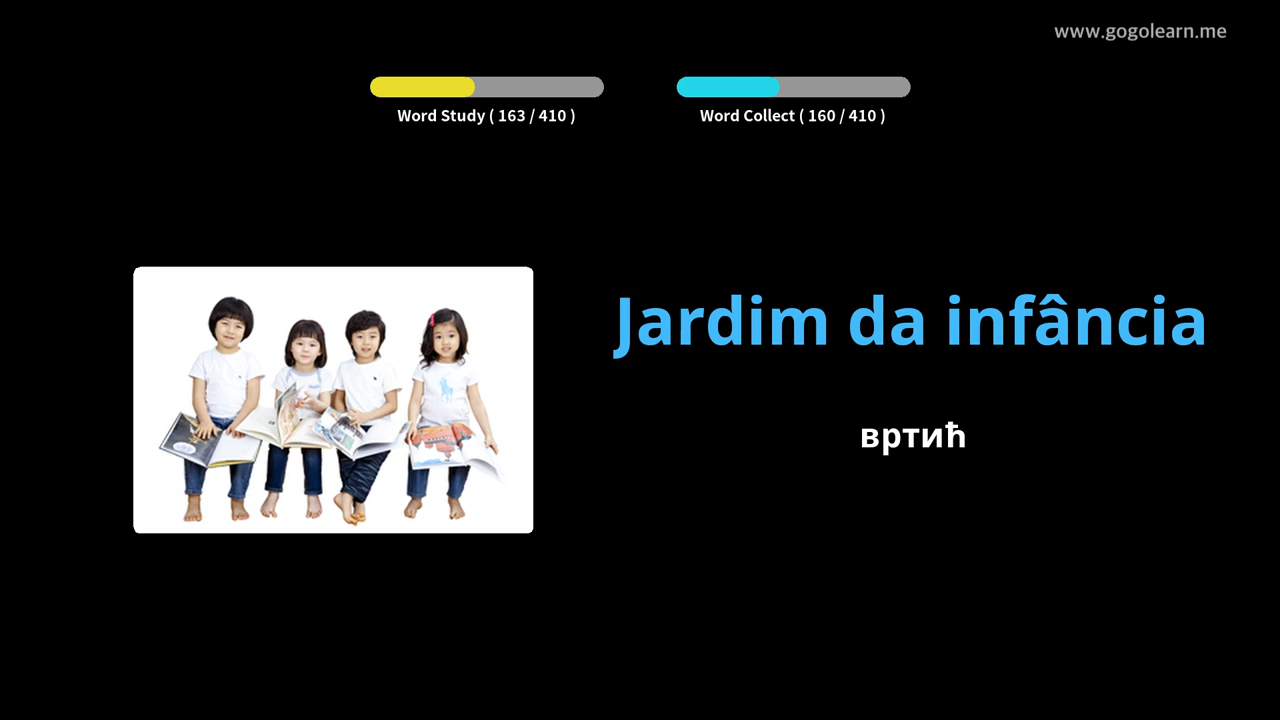 www.gogolearn.me
Word Study ( 163 / 410 )
Word Collect ( 160 / 410 )
Jardim da infância
вртић